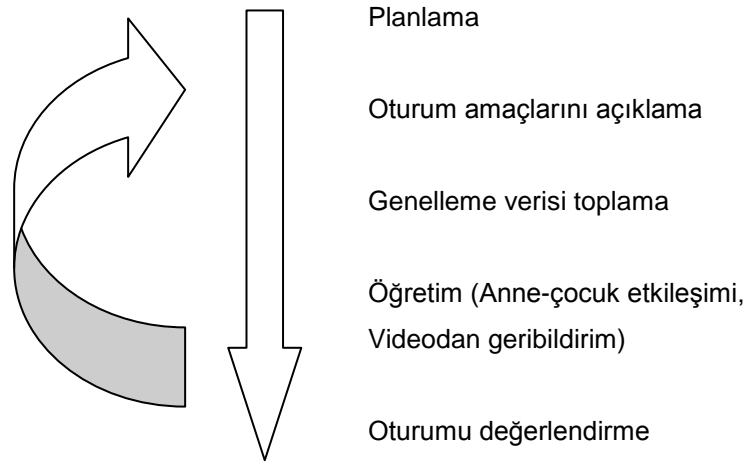 Planlama
Oturum amaçlarını açıklama
Genelleme verisi toplama
Öğretim (Anne-çocuk etkileşimi,
Videodan geribildirim)
Oturumu değerlendirme